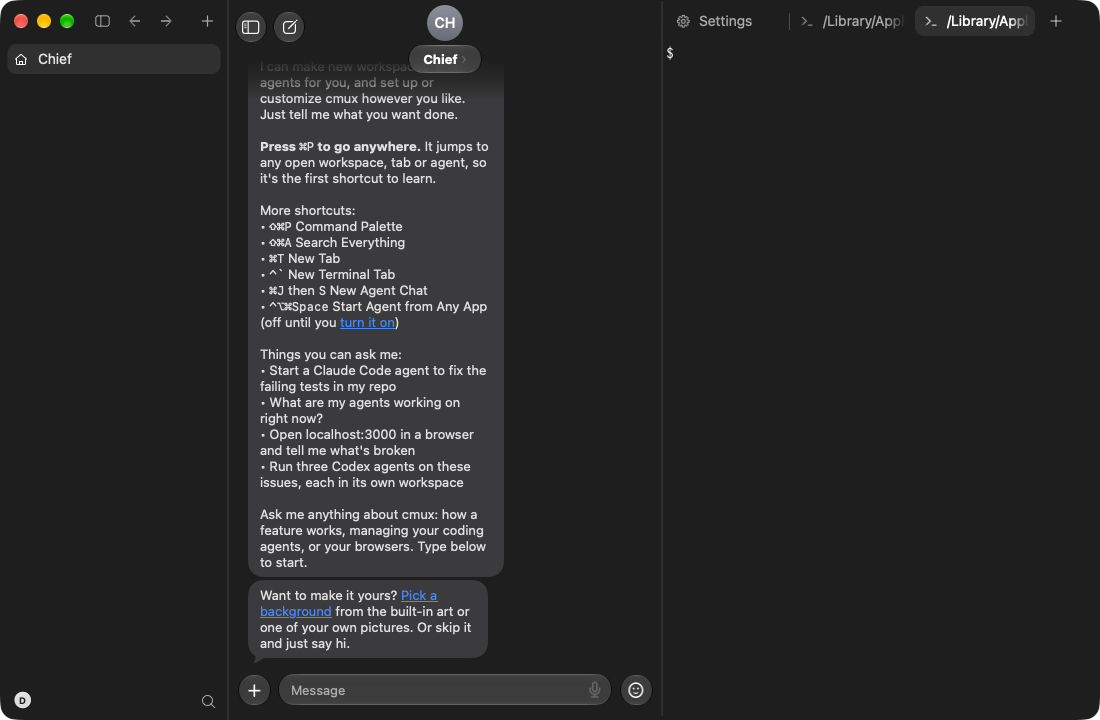 Chief
D
CH
Chief
I can make new workspac
agents for you, and set up or
customize cmux however you like.
Just tell me what you want done.
Press ⌘P to go anywhere. It jumps to
any open workspace, tab or agent, so
it's the first shortcut to learn.
More shortcuts:
• ⇧⌘P Command Palette
• ⇧⌘A Search Everything
• ⌘T New Tab
• ^` New Terminal Tab
• ⌘J then S New Agent Chat
• ^⌥⌘Space Start Agent from Any App
(off until you turn it on)
Things you can ask me:
• Start a Claude Code agent to fix the
failing tests in my repo
• What are my agents working on
right now?
• Open localhost:3000 in a browser
and tell me what's broken
• Run three Codex agents on these
issues, each in its own workspace
Ask me anything about cmux: how a
feature works, managing your coding
agents, or your browsers. Type below
to start.
Want to make it yours? Pick a
background from the built-in art or
one of your own pictures. Or skip it
and just say hi.
Message
Settings
/Library/Appl
/Library/Appl
$